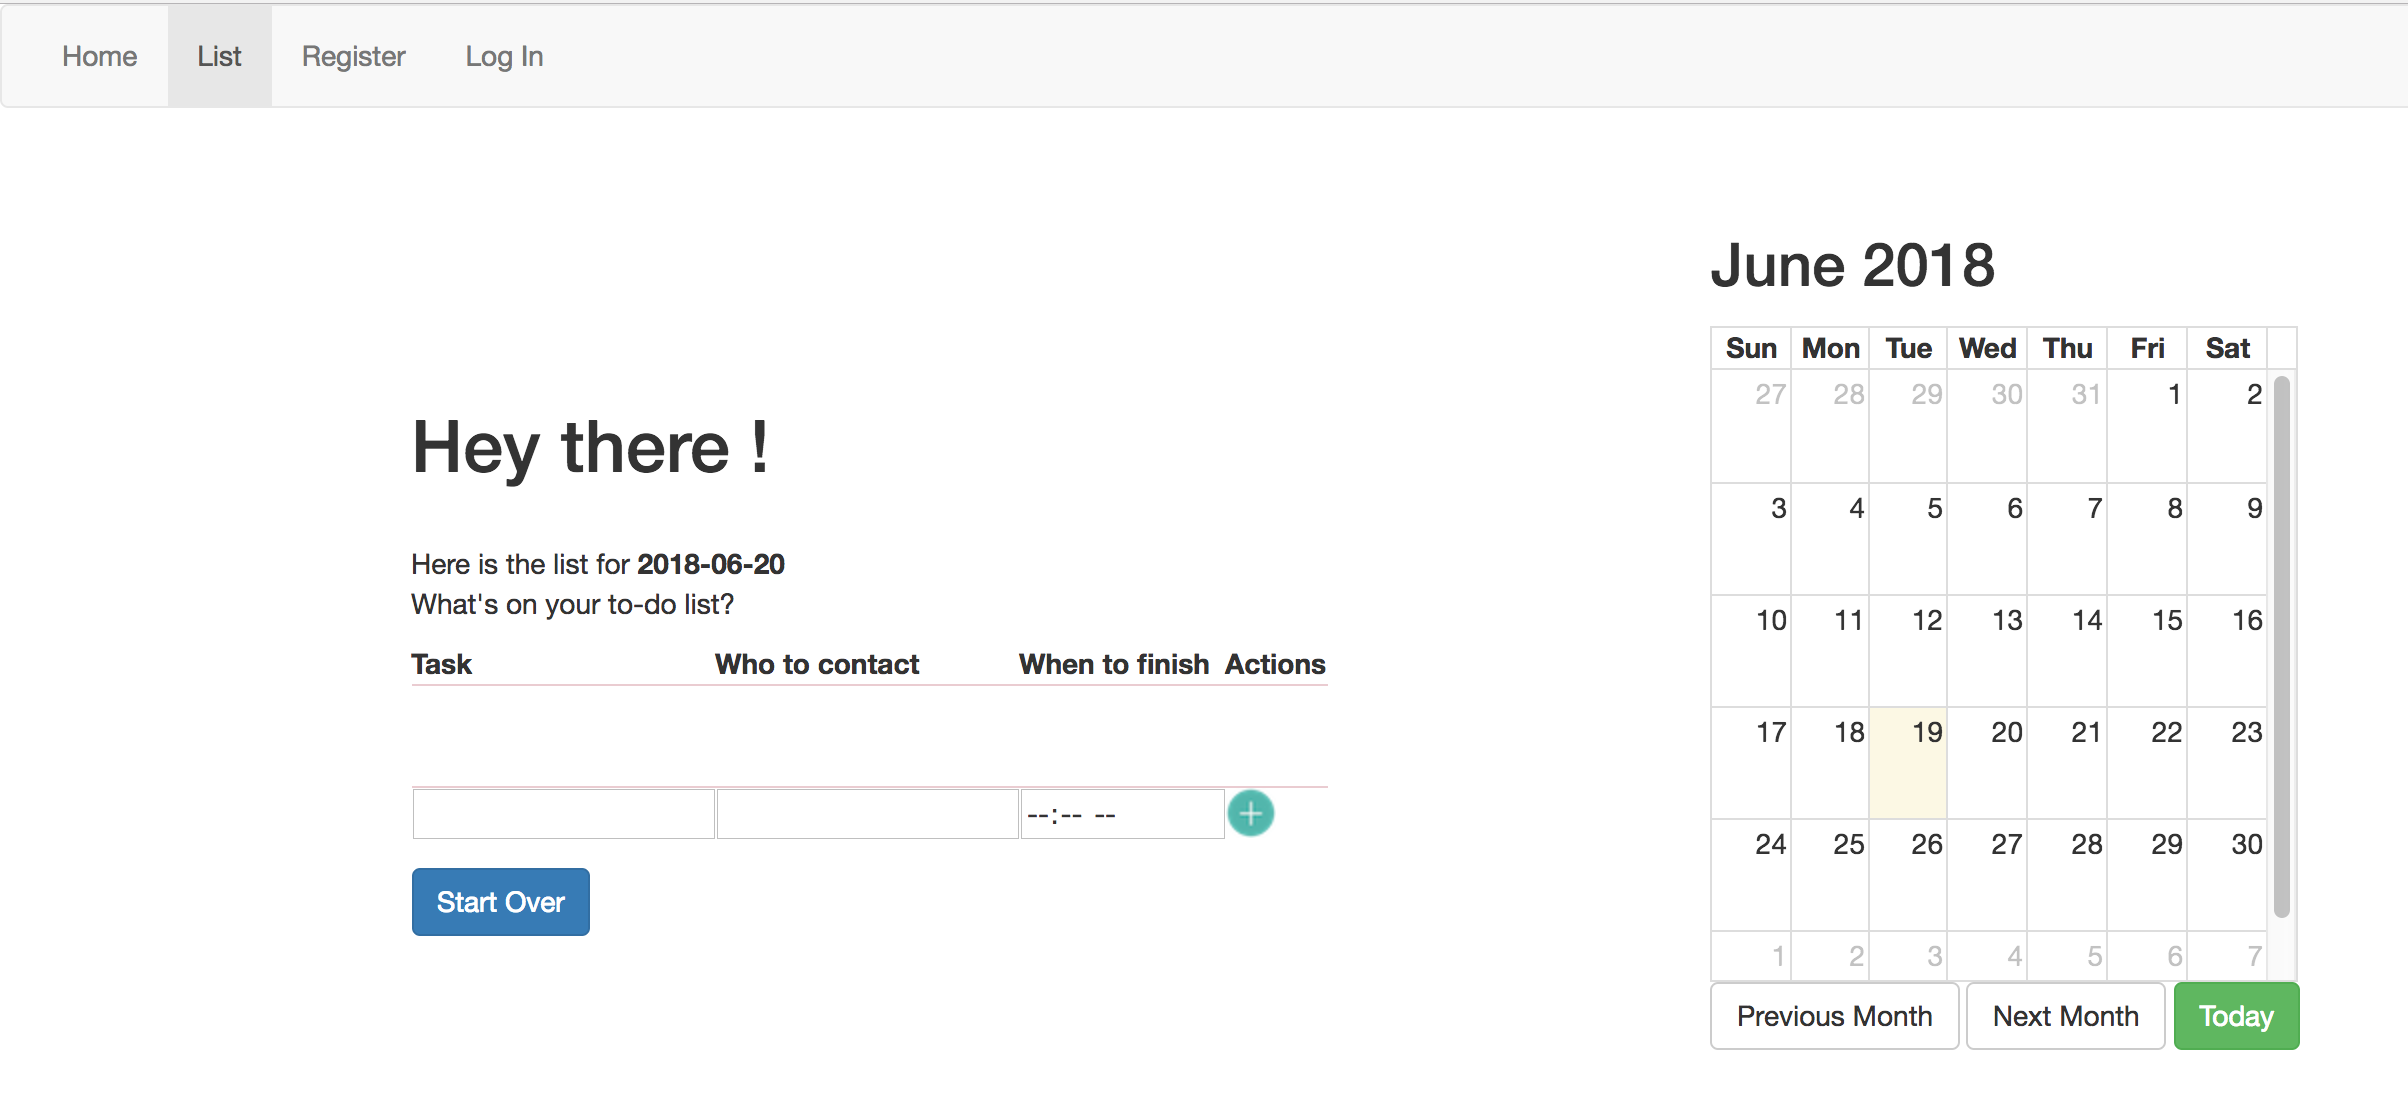 Home List Register Log In
Hey there !
Here is the list for 2018-06-20
What's on your to-do list?
Task Who to contact When to finish Actions
--:-- --
Start Over
June 2018
Sun Mon Tue Wed Thu Fri Sat
27 28 29 30 31 1 2
3 4 5 6 7 8 9
10 11 12 13 14 15 16
17 18 19 20 21 22 23
24 25 26 27 28 29 30
1 2 3 4 5 6 7
Previous Month Next Month Today